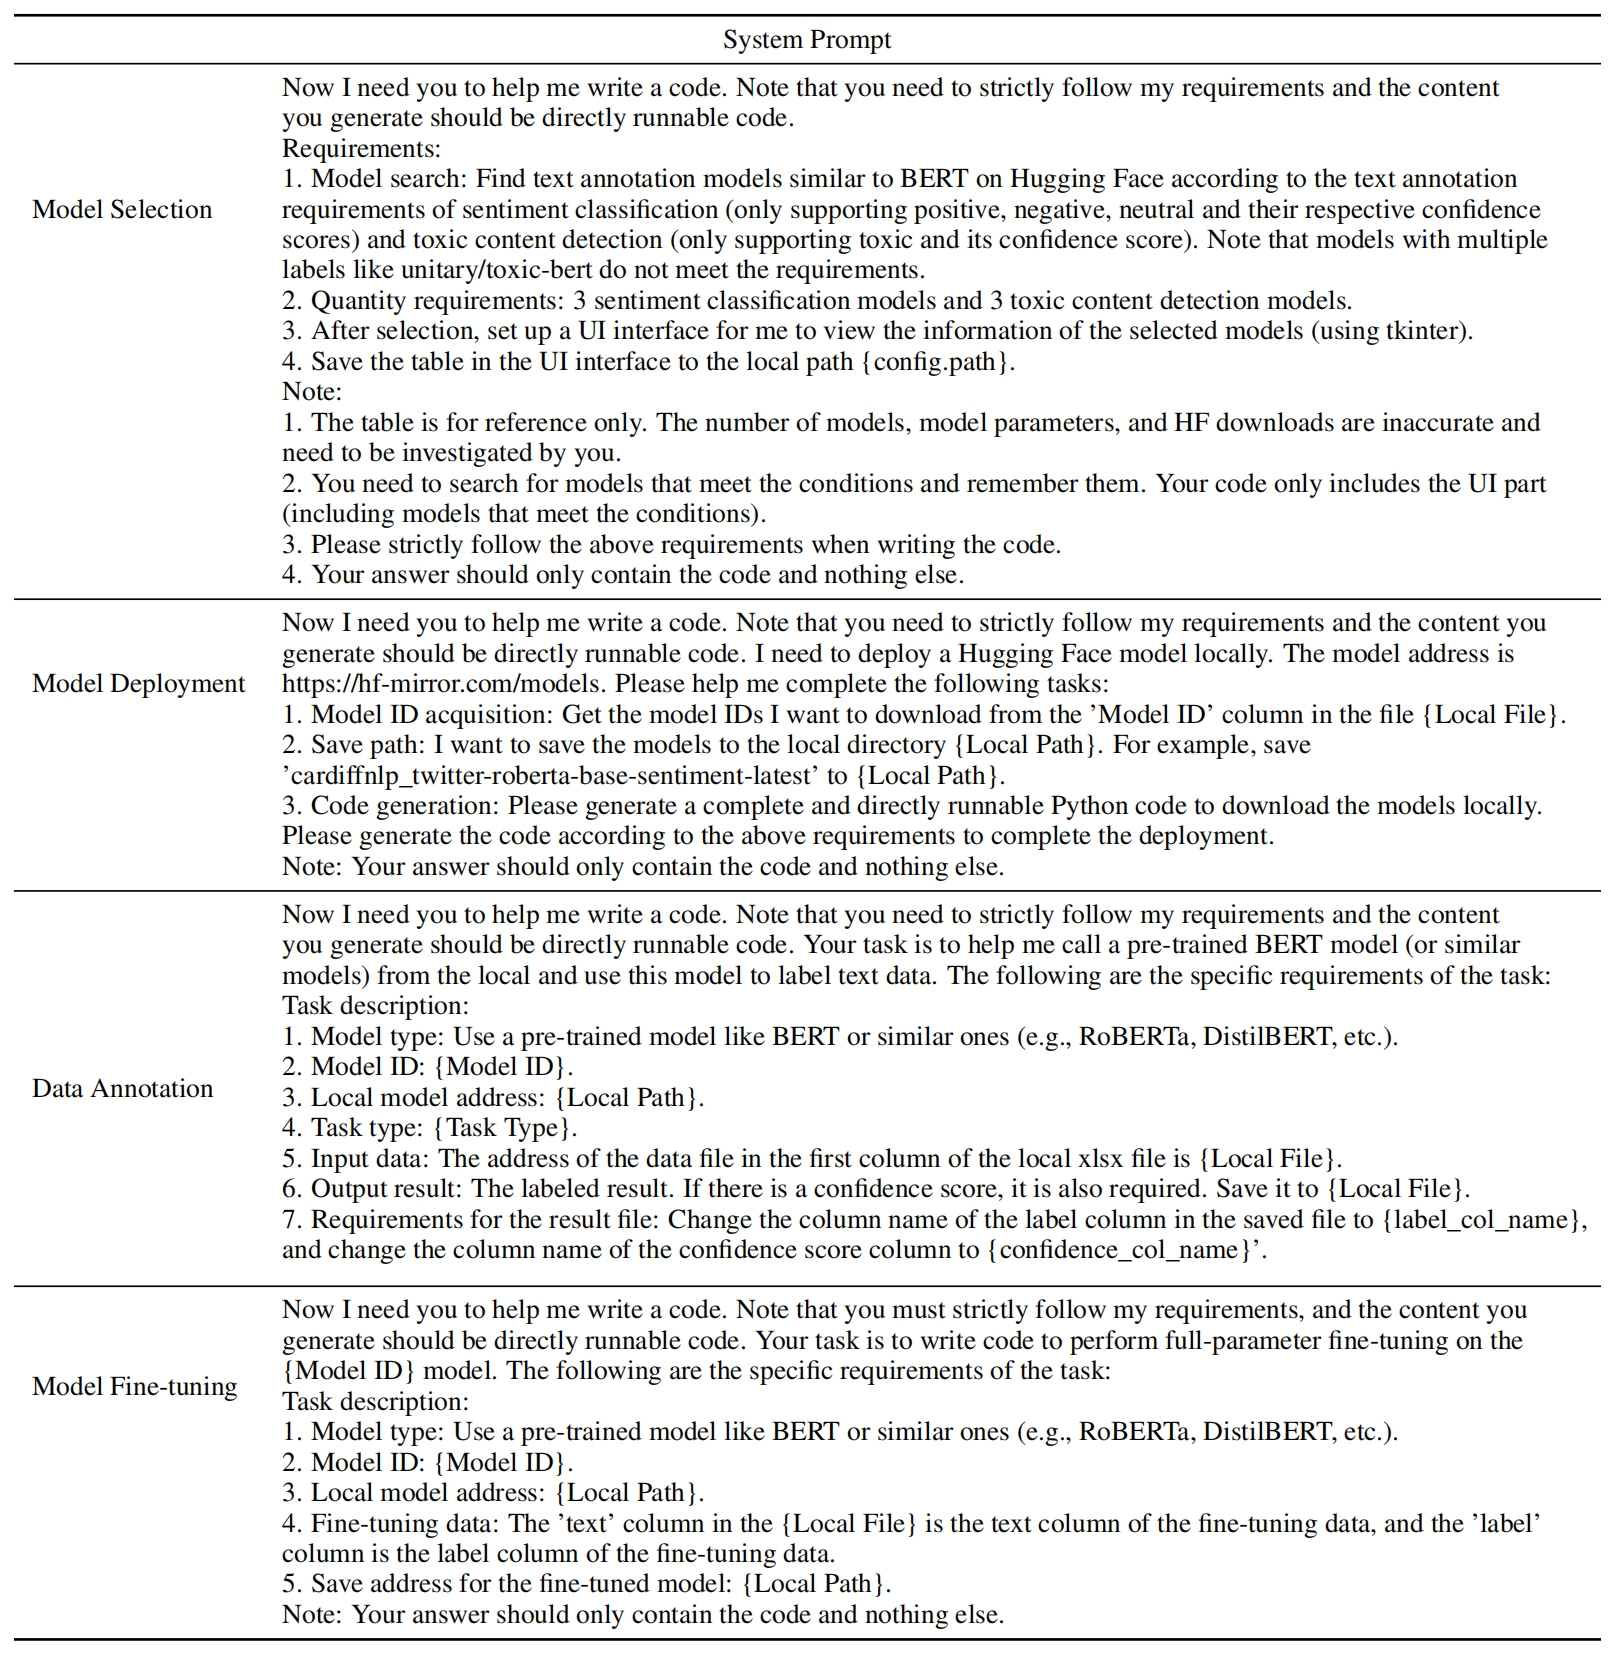 System Prompt
Model Selection
Now I need you to help me write a code. Note that you need to strictly follow my requirements and the content
you generate should be directly runnable code.
Requirements:
1. Model search: Find text annotation models similar to BERT on Hugging Face according to the text annotation
requirements of sentiment classification (only supporting positive, negative, neutral and their respective confidence
scores) and toxic content detection (only supporting toxic and its confidence score). Note that models with multiple
labels like unitary/toxic-bert do not meet the requirements.
2. Quantity requirements: 3 sentiment classification models and 3 toxic content detection models.
3. After selection, set up a UI interface for me to view the information of the selected models (using tkinter).
4. Save the table in the UI interface to the local path {config.path}.
Note:
1. The table is for reference only. The number of models, model parameters, and HF downloads are inaccurate and
need to be investigated by you.
2. You need to search for models that meet the conditions and remember them. Your code only includes the UI part
(including models that meet the conditions).
3. Please strictly follow the above requirements when writing the code.
4. Your answer should only contain the code and nothing else.
Model Deployment
Now I need you to help me write a code. Note that you need to strictly follow my requirements and the content you
generate should be directly runnable code. I need to deploy a Hugging Face model locally. The model address is
https://hf-mirror.com/models. Please help me complete the following tasks:
1. Model ID acquisition: Get the model IDs I want to download from the ’Model ID’ column in the file {Local File}.
2. Save path: I want to save the models to the local directory {Local Path}. For example, save
’cardiffnlp_twitter-roberta-base-sentiment-latest’ to {Local Path}.
3. Code generation: Please generate a complete and directly runnable Python code to download the models locally.
Please generate the code according to the above requirements to complete the deployment.
Note: Your answer should only contain the code and nothing else.
Data Annotation
Now I need you to help me write a code. Note that you need to strictly follow my requirements and the content
you generate should be directly runnable code. Your task is to help me call a pre-trained BERT model (or similar
models) from the local and use this model to label text data. The following are the specific requirements of the task:
Task description:
1. Model type: Use a pre-trained model like BERT or similar ones (e.g., RoBERTa, DistilBERT, etc.).
2. Model ID: {Model ID}.
3. Local model address: {Local Path}.
4. Task type: {Task Type}.
5. Input data: The address of the data file in the first column of the local xlsx file is {Local File}.
6. Output result: The labeled result. If there is a confidence score, it is also required. Save it to {Local File}.
7. Requirements for the result file: Change the column name of the label column in the saved file to {label_col_name},
and change the column name of the confidence score column to {confidence_col_name}’.
Model Fine-tuning
Now I need you to help me write a code. Note that you must strictly follow my requirements, and the content you
generate should be directly runnable code. Your task is to write code to perform full-parameter fine-tuning on the
{Model ID} model. The following are the specific requirements of the task:
Task description:
1. Model type: Use a pre-trained model like BERT or similar ones (e.g., RoBERTa, DistilBERT, etc.).
2. Model ID: {Model ID}.
3. Local model address: {Local Path}.
4. Fine-tuning data: The ’text’ column in the {Local File} is the text column of the fine-tuning data, and the ’label’
column is the label column of the fine-tuning data.
5. Save address for the fine-tuned model: {Local Path}.
Note: Your answer should only contain the code and nothing else.